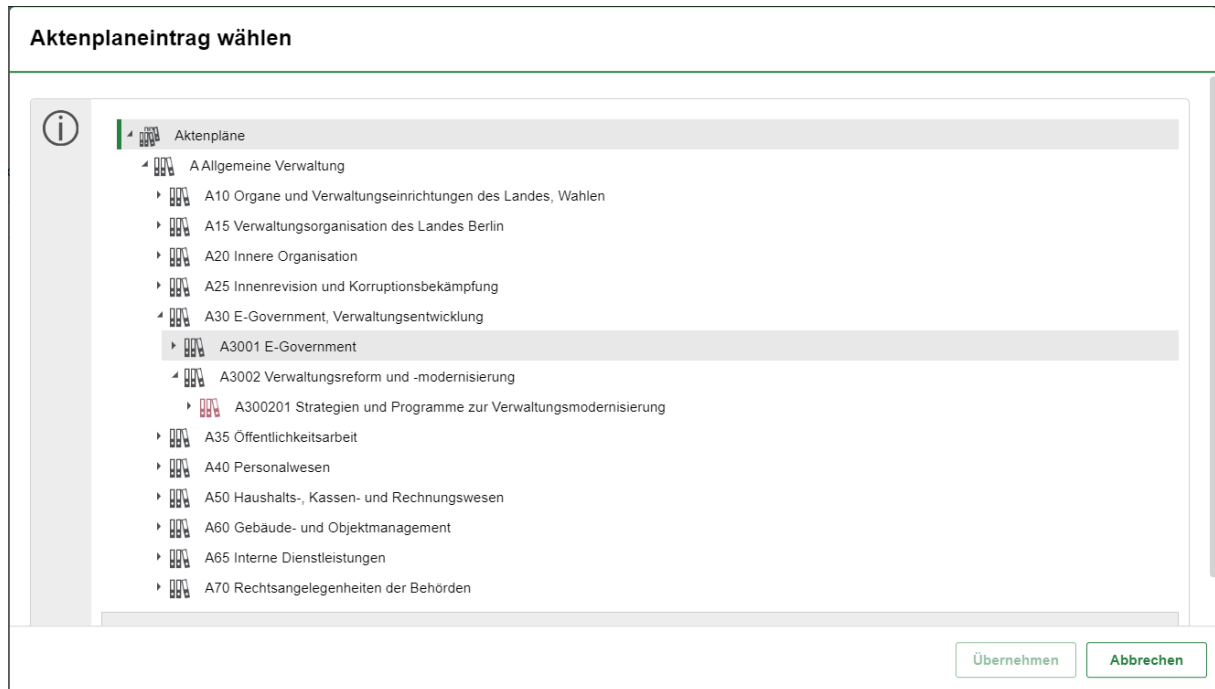 Aktenplaneintrag wählen
Aktenpläne
A Allgemeine Verwaltung
A10 Organe und Verwaltungseinrichtungen des Landes, Wahlen
A15 Verwaltungsorganisation des Landes Berlin
A20 Innere Organisation
A25 Innenrevision und Korruptionsbekämpfung
A30 E-Government, Verwaltungsentwicklung
A3001 E-Government
A3002 Verwaltungsreform und -modernisierung
A300201 Strategien und Programme zur Verwaltungsmodernisierung
A35 Öffentlichkeitsarbeit
A40 Personalwesen
A50 Haushalts-, Kassen- und Rechnungswesen
A60 Gebäude- und Objektmanagement
A65 Interne Dienstleistungen
A70 Rechtsangelegenheiten der Behörden
Übernehmen Abbrechen